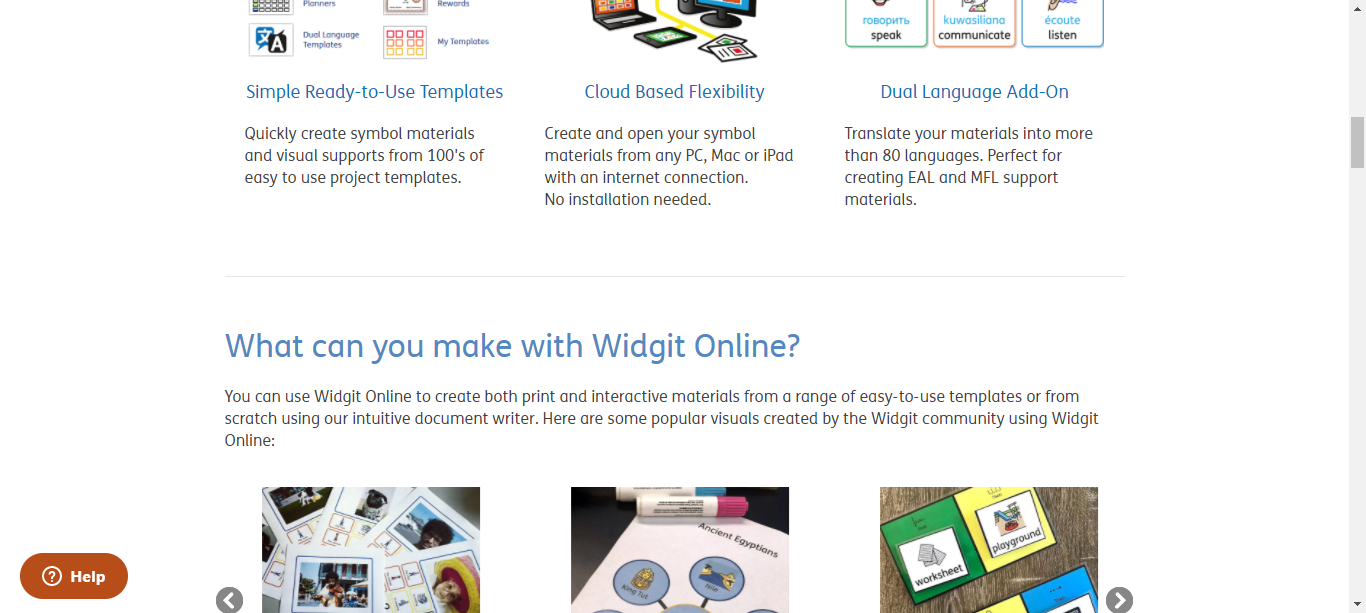 Planners
Rewards
Dual Language
Templates
My Templates
говорить
speak
kuwasiliana
communicate
écoute
listen
Simple Ready-to-Use Templates
Cloud Based Flexibility
Dual Language Add-On
Quickly create symbol materials
and visual supports from 100's of
easy to use project templates.
Create and open your symbol
materials from any PC, Mac or iPad
with an internet connection.
No installation needed.
Translate your materials into more
than 80 languages. Perfect for
creating EAL and MFL support
materials.
What can you make with Widgit Online?
You can use Widgit Online to create both print and interactive materials from a range of easy-to-use templates or from
scratch using our intuitive document writer. Here are some popular visuals created by the Widgit community using Widgit
Online:
Ancient Egyptians
King Tut
Nile
worksheet
playground
Help